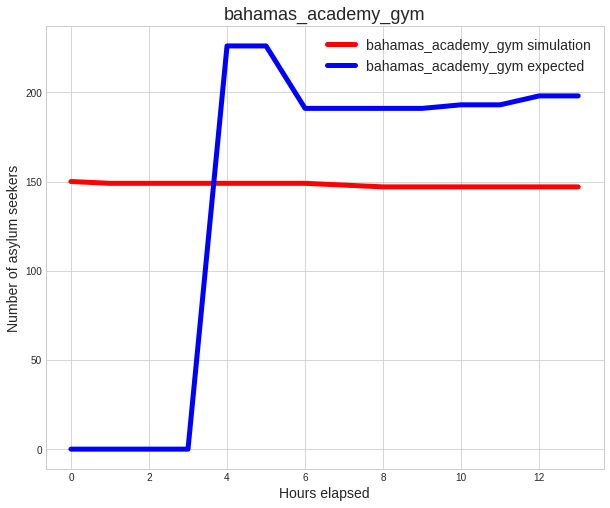 bahamas_academy_gym
bahamas_academy_gym simulation
bahamas_academy_gym expected
Number of asylum seekers
200
150
100
50
0
0 2 4 6 8 10 12
Hours elapsed